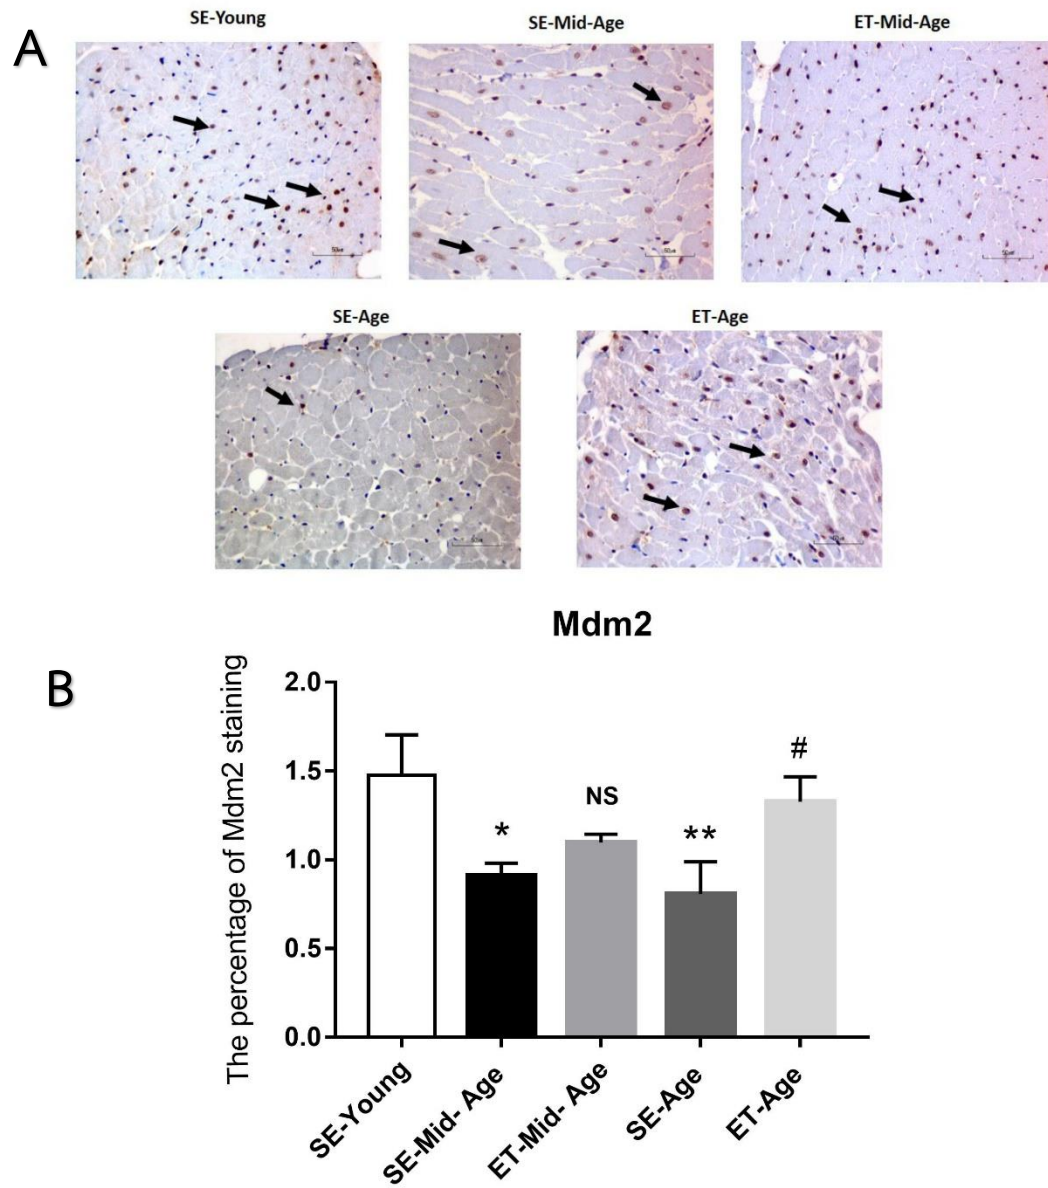 A
SE-Young
SE-Mid-Age
ET-Mid-Age
SE-Age
ET-Age
B
Mdm2
The percentage of Mdm2 staining
2.0
1.5
1.0
0.5
0.0
*
NS
**
#
SE-Young
SE-Mid- Age
ET-Mid- Age
SE-Age
ET-Age